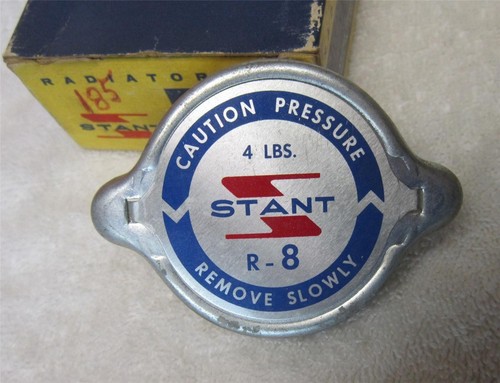 RADIATOR
185
STANT
CAUTION PRESSURE
4 LBS.
STANT
R-8
REMOVE SLOWLY